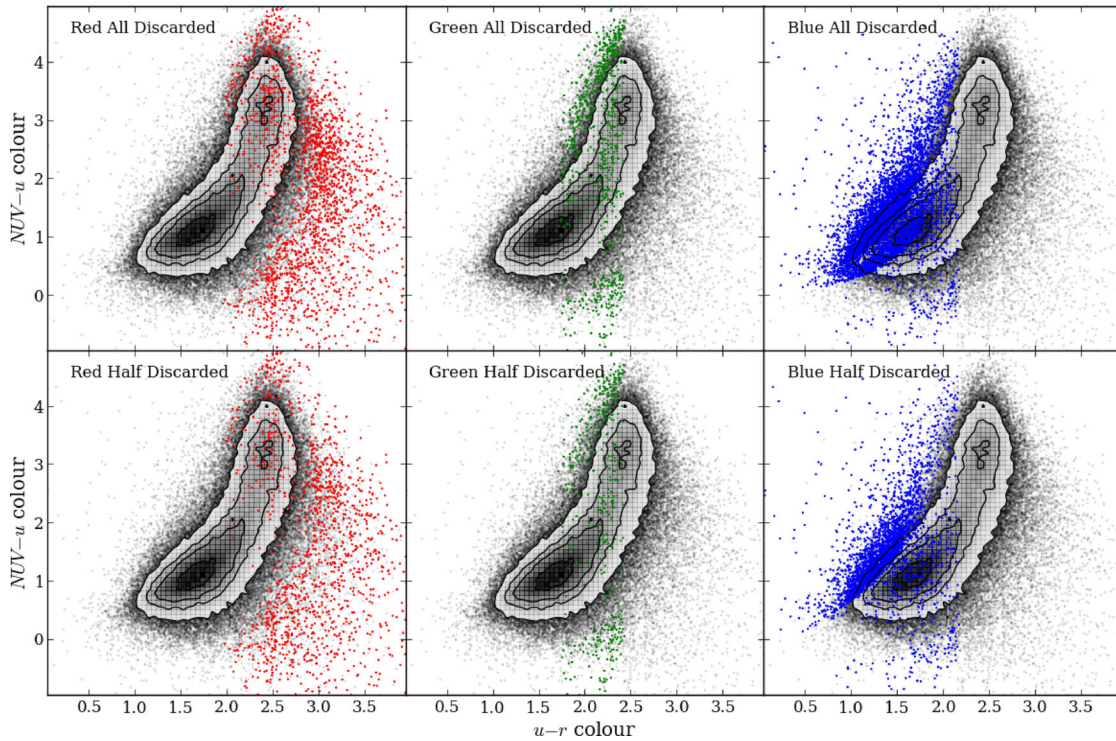 Red All Discarded
Green All Discarded
Blue All Discarded
4
3
2
1
0
NUV−u colour
Red Half Discarded
Green Half Discarded
Blue Half Discarded
4
3
2
1
0
NUV−u colour
0.5 1.0 1.5 2.0 2.5 3.0 3.5 0.5 1.0 1.5 2.0 2.5 3.0 3.5 0.5 1.0 1.5 2.0 2.5 3.0 3.5
u−r colour